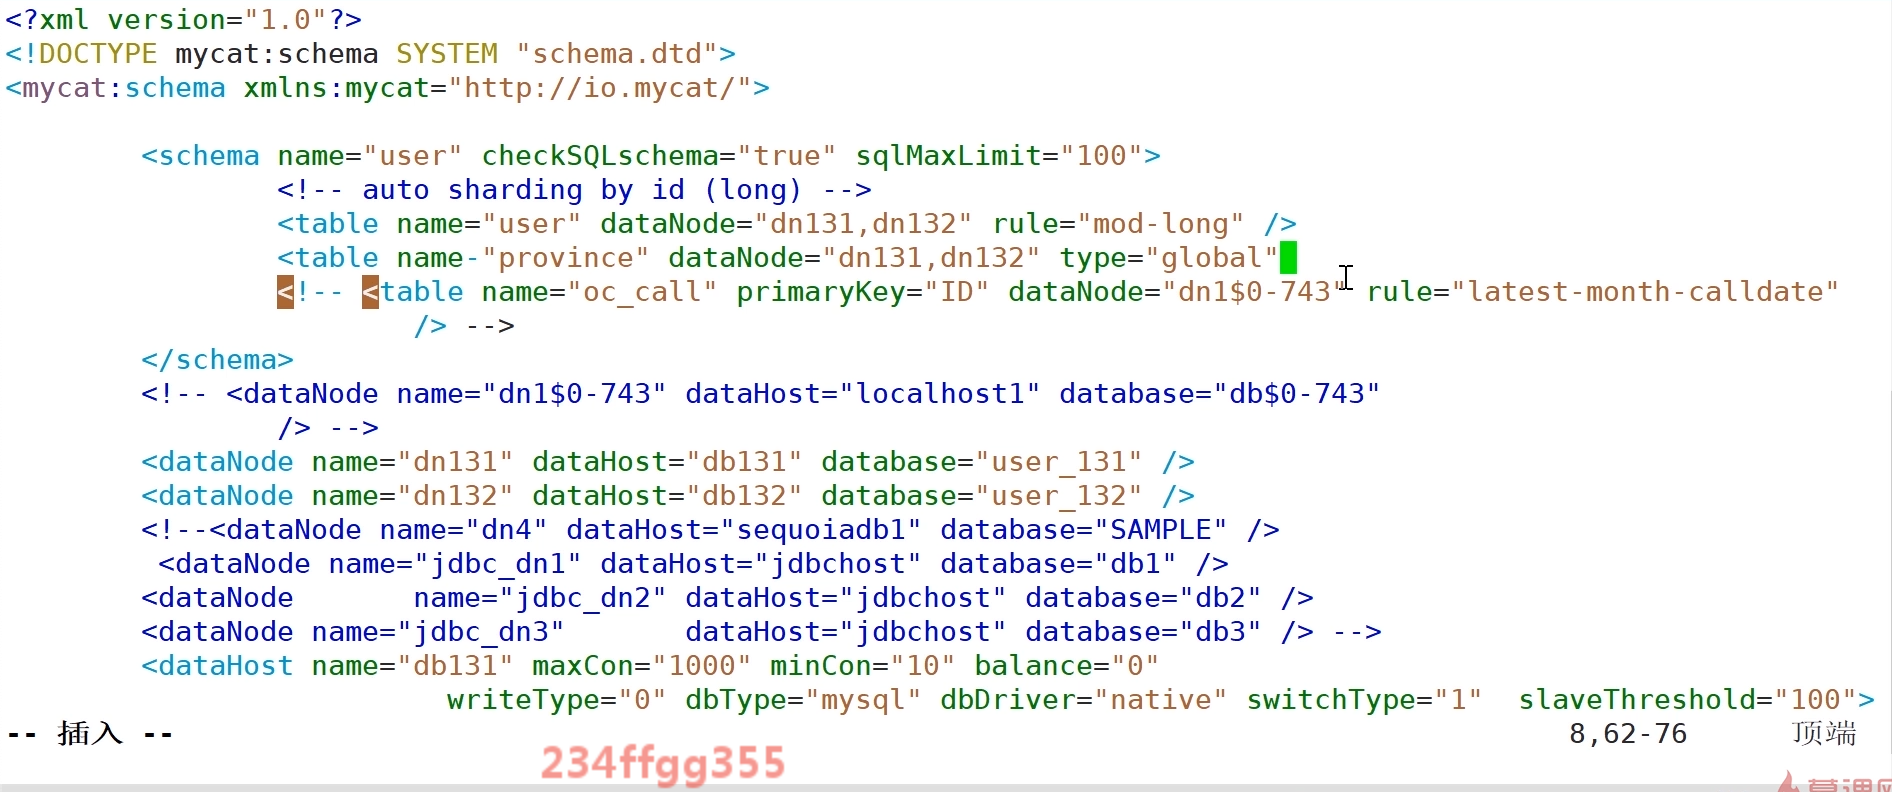 <?xml version="1.0"?>
<!DOCTYPE mycat:schema SYSTEM "schema.dtd">
<mycat:schema xmlns:mycat="http://io.mycat/">
<schema name="user" checkSQLschema="true" sqlMaxLimit="100">
<!-- auto sharding by id (long) -->
<table name="user" dataNode="dn131,dn132" rule="mod-long" />
<table name-"province" dataNode="dn131,dn132" type="global"
<!-- <table name="oc_call" primaryKey="ID" dataNode="dn1$0-743" rule="latest-month-calldate"
/> -->
</schema>
<!-- <dataNode name="dn1$0-743" dataHost="localhost1" database="db$0-743"
/> -->
<dataNode name="dn131" dataHost="db131" database="user_131" />
<dataNode name="dn132" dataHost="db132" database="user_132" />
<!--<dataNode name="dn4" dataHost="sequoiadb1" database="SAMPLE" />
<dataNode name="jdbc_dn1" dataHost="jdbchost" database="db1" />
<dataNode name="jdbc_dn2" dataHost="jdbchost" database="db2" />
<dataNode name="jdbc_dn3" dataHost="jdbchost" database="db3" /> -->
<dataHost name="db131" maxCon="1000" minCon="10" balance="0"
writeType="0" dbType="mysql" dbDriver="native" switchType="1" slaveThreshold="100">
-- 插入 -- 8,62-76 顶端
234ffgg355